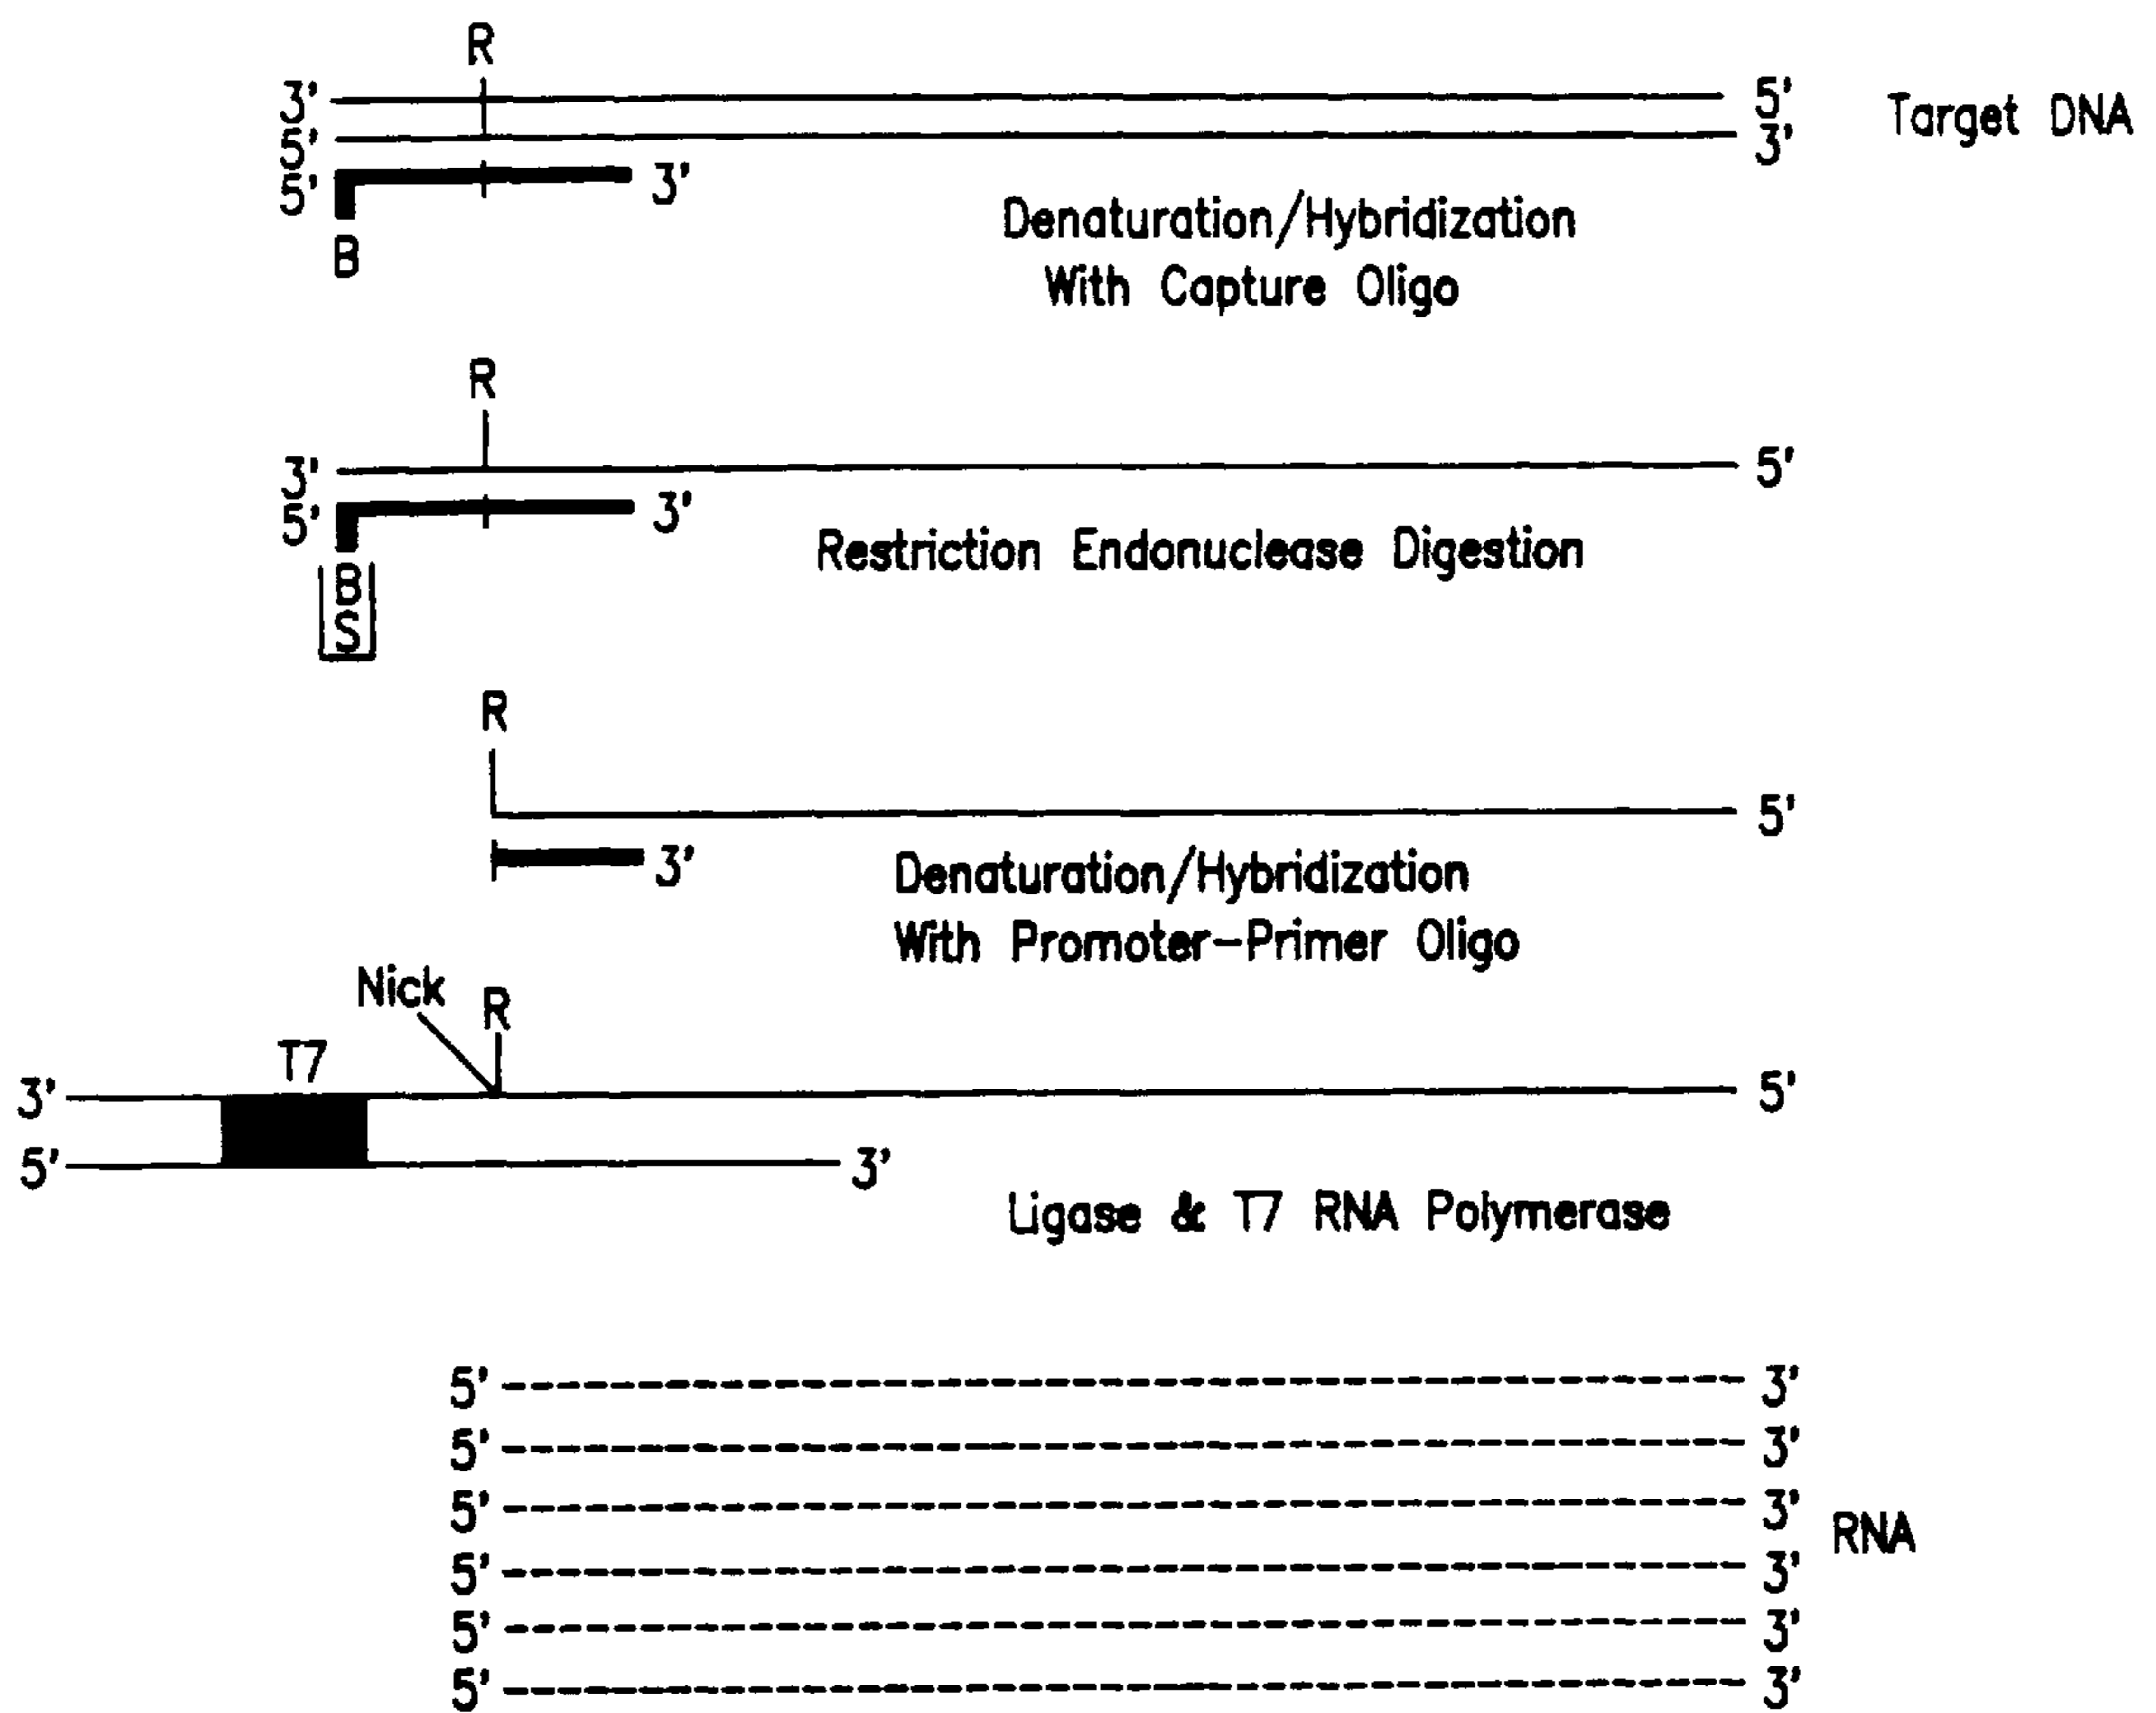 R
3' 5'
5' 3'
Target DNA
5' 3'
B
Denaturation/Hybridization
With Capture Oligo
R
3' 5'
5' 3'
B
S
Restriction Endonuclease Digestion
R
5'
3'
Denaturation/Hybridization
With Promoter-Primer Oligo
Nick
R
T7
3' 5'
5' 3'
Ligase & T7 RNA Polymerase
5' 3'
5' 3'
5' 3'
RNA
5' 3'
5' 3'
5' 3'